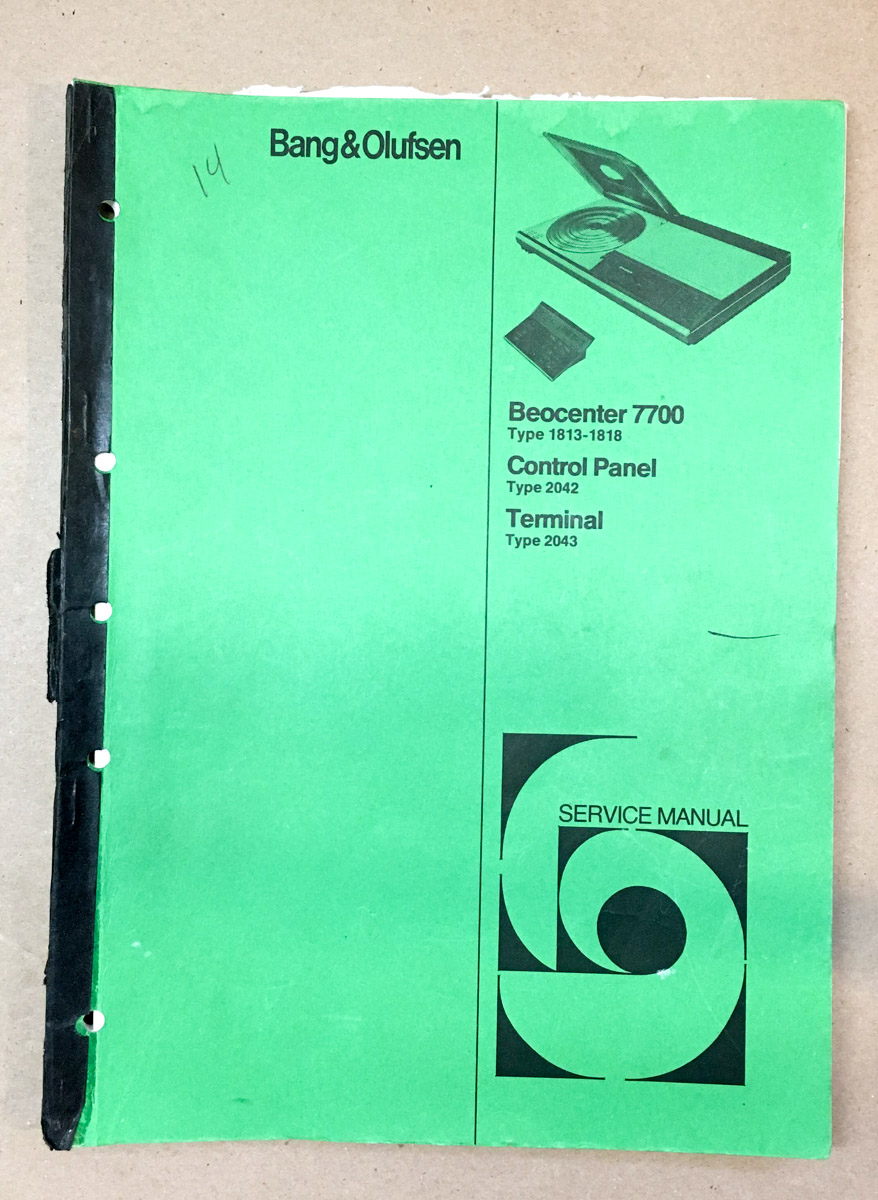 Bang&Olufsen
14
Beocenter 7700
Type 1813-1818
Control Panel
Type 2042
Terminal
Type 2043
SERVICE MANUAL